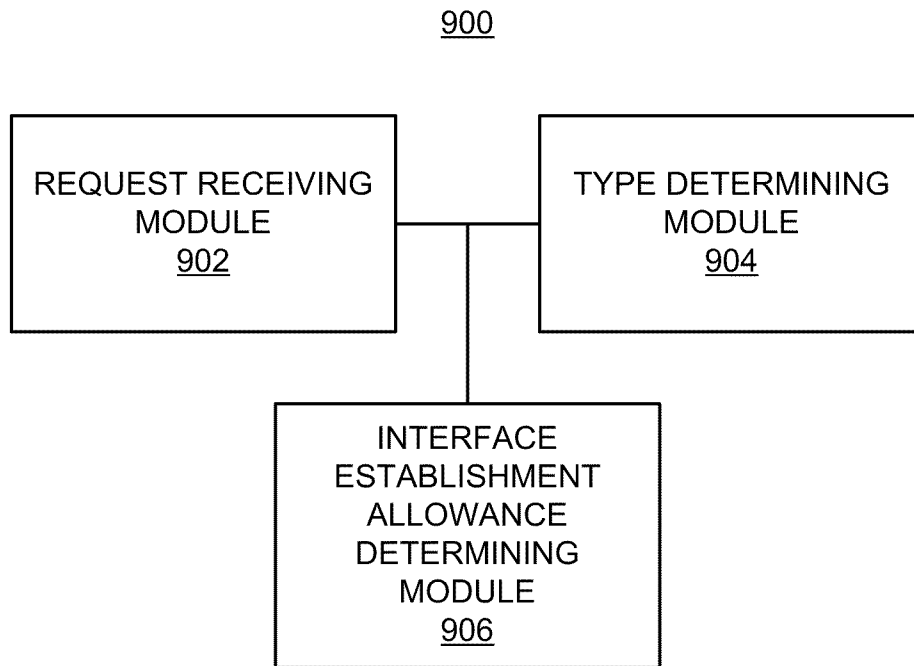 900
REQUEST RECEIVING
MODULE
902
TYPE DETERMINING
MODULE
904
INTERFACE
ESTABLISHMENT
ALLOWANCE
DETERMINING
MODULE
906